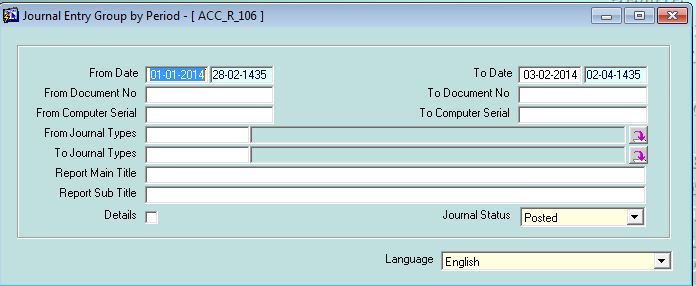 Journal Entry Group by Period - [ ACC_R_106 ]
From Date 01-01-2014 28-02-1435 To Date 03-02-2014 02-04-1435
From Document No To Document No
From Computer Serial To Computer Serial
From Journal Types
To Journal Types
Report Main Title
Report Sub Title
Details Journal Status Posted
Language English